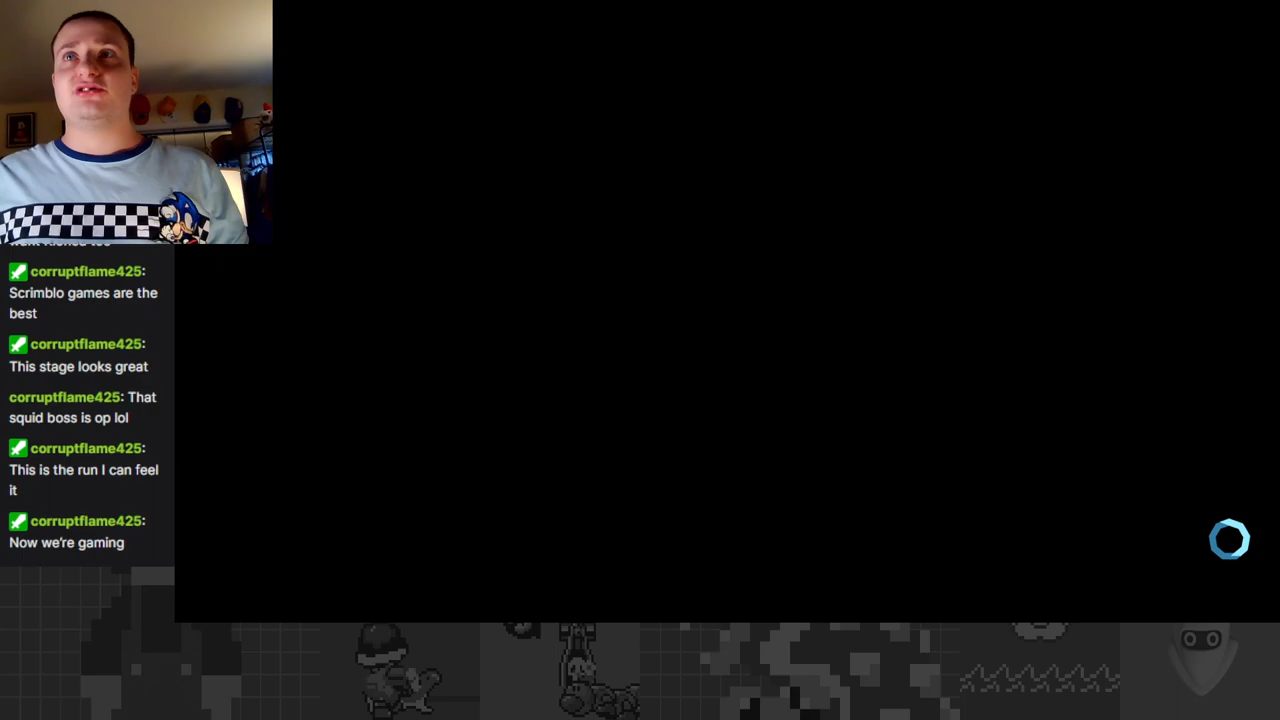 corruptflame425:
Scrimblo games are the
best
corruptflame425:
This stage looks great
corruptflame425: That
squid boss is op lol
corruptflame425:
This is the run I can feel
it
corruptflame425:
Now we're gaming